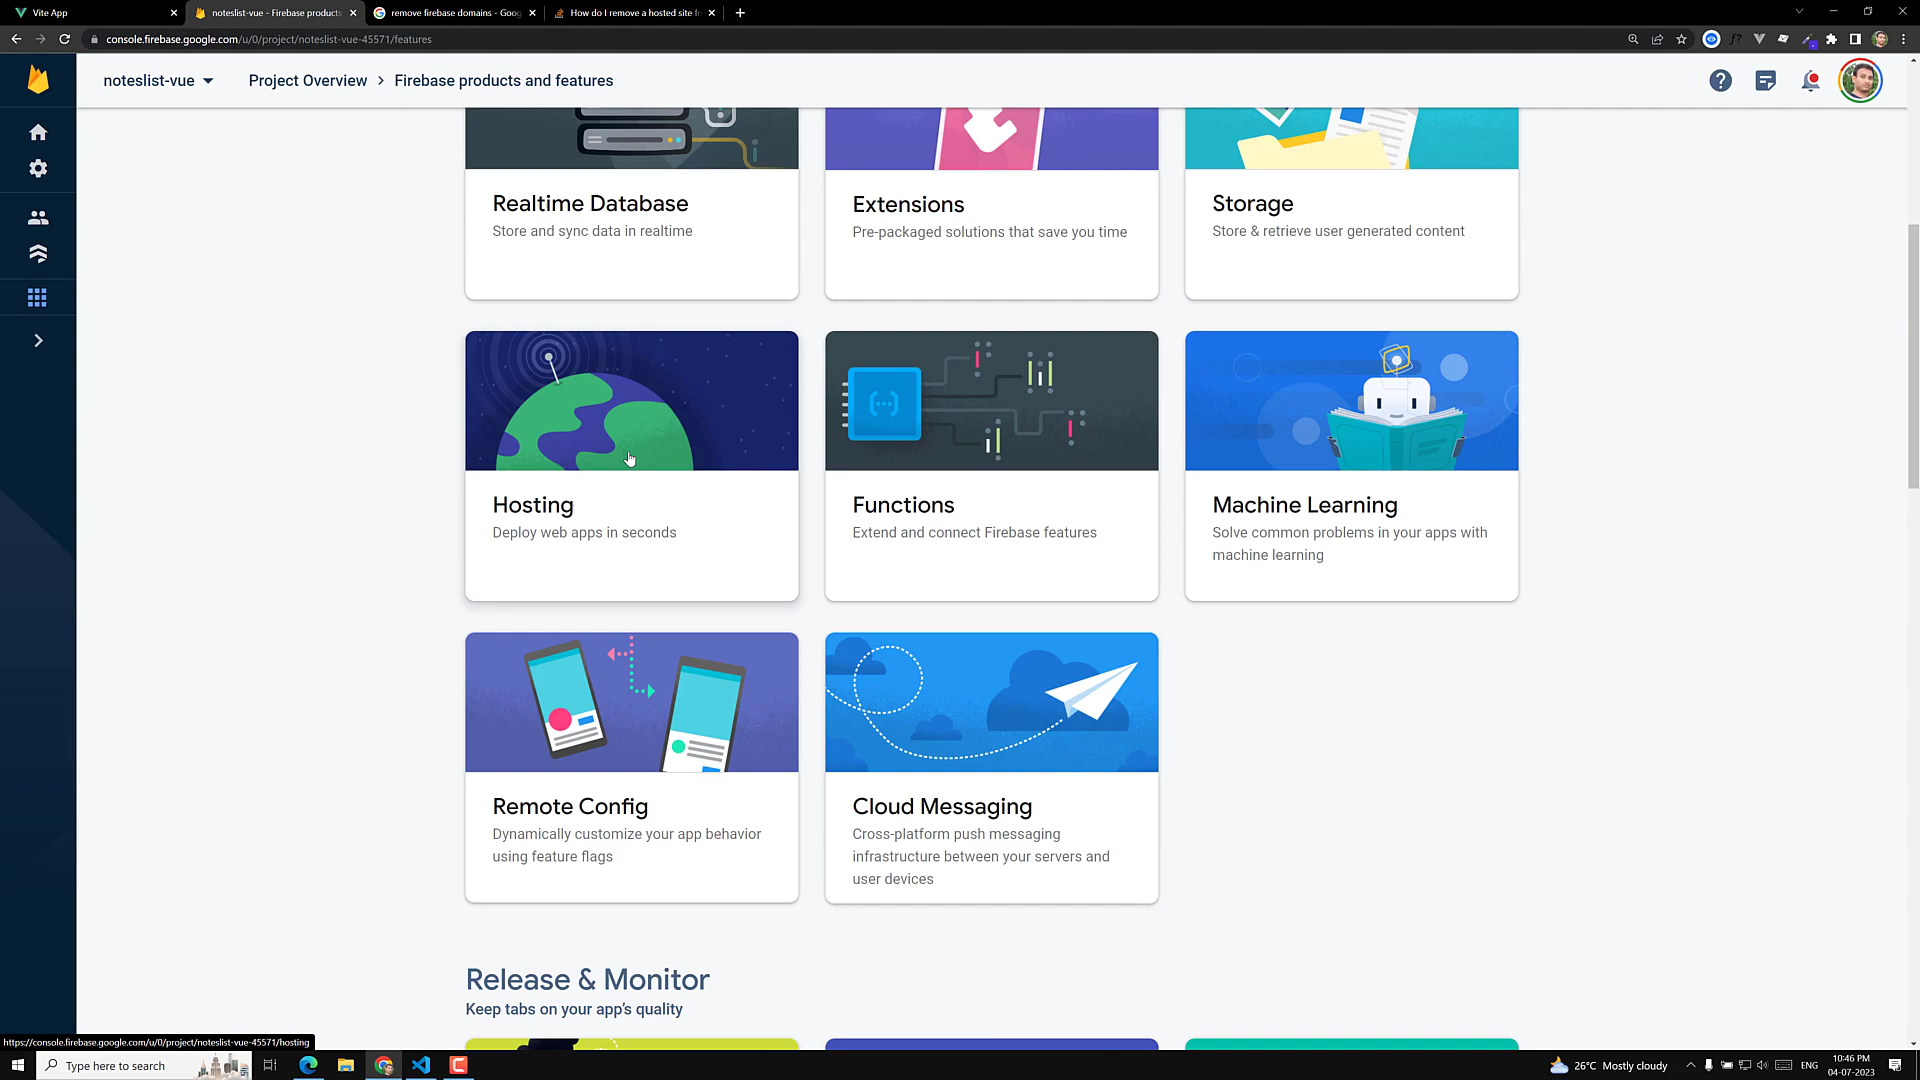 Vite App
noteslist-vue - Firebase products
remove firebase domains - Goog
How do I remove a hosted site f
console.firebase.google.com/u/0/project/noteslist-vue-45571/features
noteslist-vue
Project Overview > Firebase products and features
Realtime Database
Store and sync data in realtime
Extensions
Pre-packaged solutions that save you time
Storage
Store & retrieve user generated content
Hosting
Deploy web apps in seconds
Functions
Extend and connect Firebase features
Machine Learning
Solve common problems in your apps with
machine learning
Remote Config
Dynamically customize your app behavior
using feature flags
Cloud Messaging
Cross-platform push messaging
infrastructure between your servers and
user devices
Release & Monitor
Keep tabs on your app's quality
https://console.firebase.google.com/u/0/project/noteslist-vue-45571/hosting
Type here to search
26°C Mostly cloudy
ENG
10:46 PM
04-07-2023